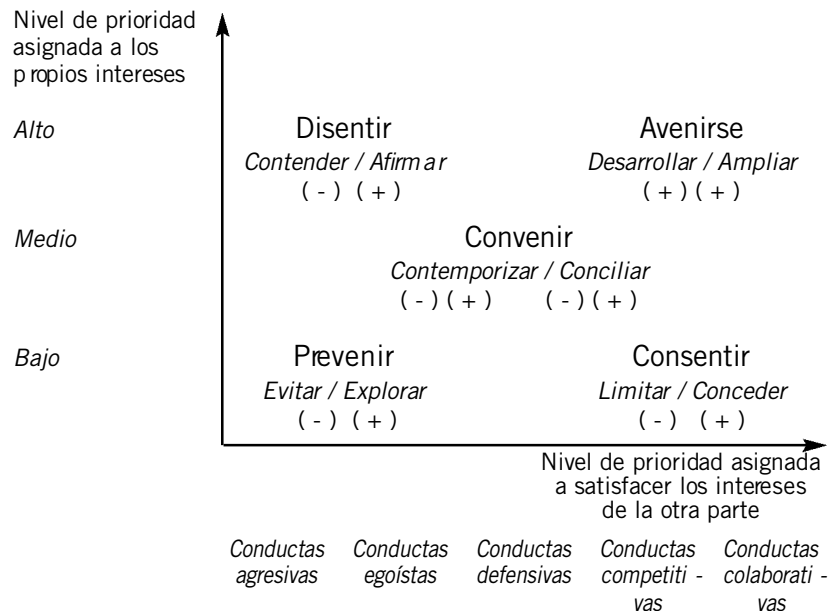 Nivel de prioridad
asignada a los
propios intereses
Alto
Disentir
Avenirse
Contender / Afirmar
Desarrollar / Ampliar
( - ) ( + )
( + ) ( + )
Medio
Convenir
Contemporizar / Conciliar
( - ) ( + ) ( - ) ( + )
Bajo
Prevenir
Consentir
Evitar / Explorar
Limitar / Conceder
( - ) ( + )
( - ) ( + )
Nivel de prioridad asignada
a satisfacer los intereses
de la otra parte
Conductas
agresivas
Conductas
egoístas
Conductas
defensivas
Conductas
competiti -
vas
Conductas
colaborati -
vas